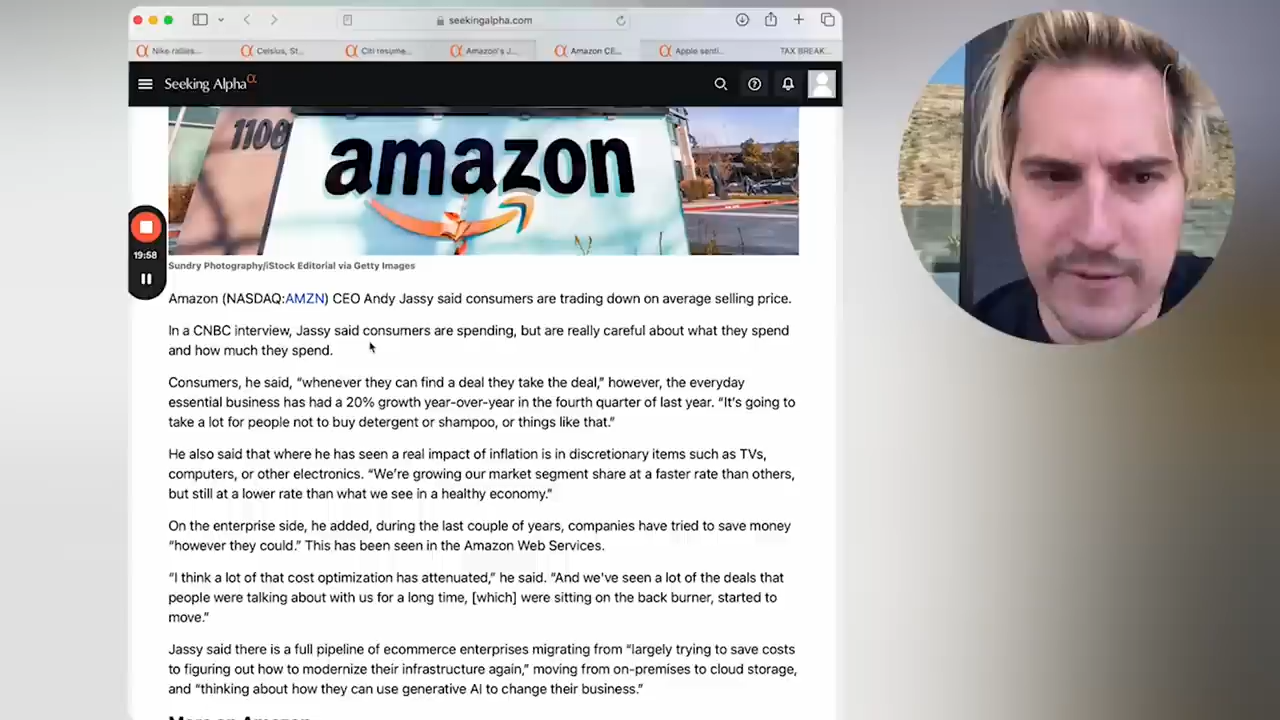 seekingalpha.com
Nike rallies...
Celsius, St...
Citi resume...
Amazon's J...
Amazon CE...
Apple senti...
TAX BREAK...
Seeking Alpha α
1100
amazon
19:58
Sundry Photography/iStock Editorial via Getty Images
Amazon (NASDAQ:AMZN) CEO Andy Jassy said consumers are trading down on average selling price.
In a CNBC interview, Jassy said consumers are spending, but are really careful about what they spend
and how much they spend.
Consumers, he said, “whenever they can find a deal they take the deal,” however, the everyday
essential business has had a 20% growth year-over-year in the fourth quarter of last year. “It’s going to
take a lot for people not to buy detergent or shampoo, or things like that.”
He also said that where he has seen a real impact of inflation is in discretionary items such as TVs,
computers, or other electronics. “We’re growing our market segment share at a faster rate than others,
but still at a lower rate than what we see in a healthy economy.”
On the enterprise side, he added, during the last couple of years, companies have tried to save money
“however they could.” This has been seen in the Amazon Web Services.
“I think a lot of that cost optimization has attenuated,” he said. “And we've seen a lot of the deals that
people were talking about with us for a long time, [which] were sitting on the back burner, started to
move.”
Jassy said there is a full pipeline of ecommerce enterprises migrating from “largely trying to save costs
to figuring out how to modernize their infrastructure again,” moving from on-premises to cloud storage,
and “thinking about how they can use generative AI to change their business.”
More on Amazon